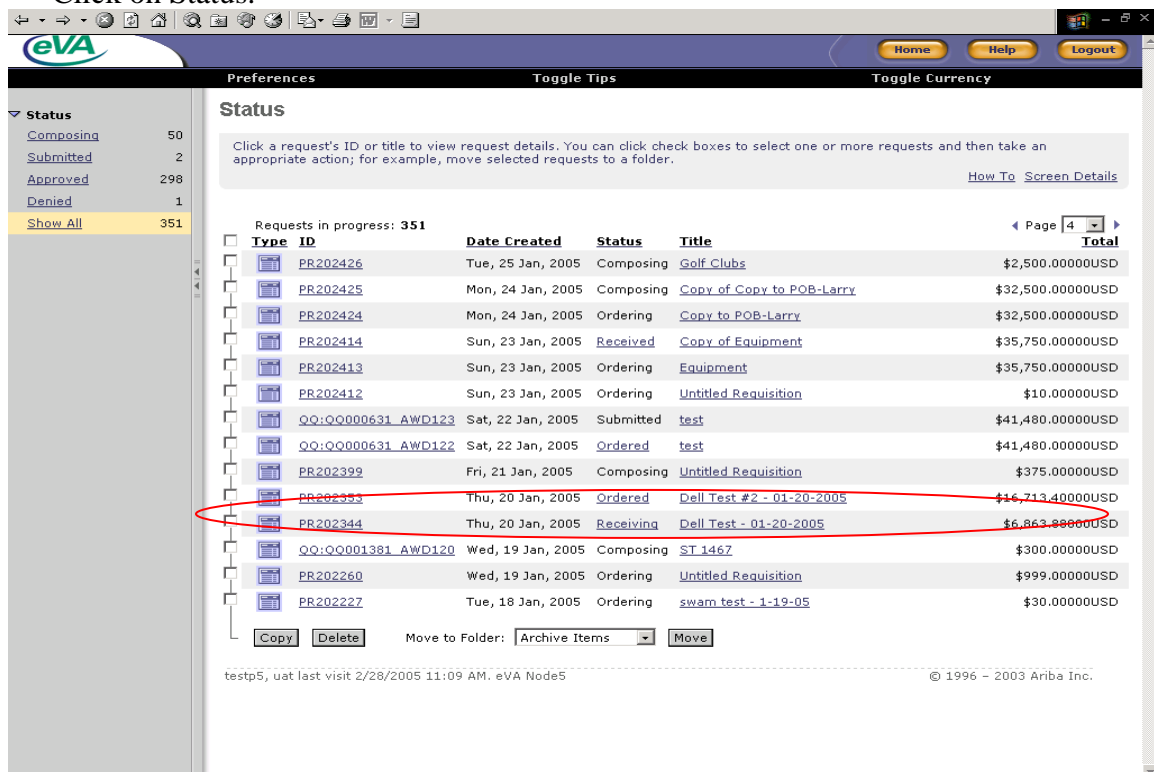 Click on Status.
eVA
Home Help Logout
Preferences Toggle Tips Toggle Currency
Status
Composing 50
Submitted 2
Approved 298
Denied 1
Show All 351
Status
Click a request's ID or title to view request details. You can click check boxes to select one or more requests and then take an
appropriate action; for example, move selected requests to a folder.
How To Screen Details
Requests in progress: 351 Page 4
Type ID Date Created Status Title Total
PR202426 Tue, 25 Jan, 2005 Composing Golf Clubs $2,500.00000USD
PR202425 Mon, 24 Jan, 2005 Composing Copy of Copy to POB-Larry $32,500.00000USD
PR202424 Mon, 24 Jan, 2005 Ordering Copy to POB-Larry $32,500.00000USD
PR202414 Sun, 23 Jan, 2005 Received Copy of Equipment $35,750.00000USD
PR202413 Sun, 23 Jan, 2005 Ordering Equipment $35,750.00000USD
PR202412 Sun, 23 Jan, 2005 Ordering Untitled Requisition $10.00000USD
QQ:QQ000631_AWD123 Sat, 22 Jan, 2005 Submitted test $41,480.00000USD
QQ:QQ000631_AWD122 Sat, 22 Jan, 2005 Ordered test $41,480.00000USD
PR202399 Fri, 21 Jan, 2005 Composing Untitled Requisition $375.00000USD
PR202353 Thu, 20 Jan, 2005 Ordered Dell Test #2 - 01-20-2005 $16,713.40000USD
PR202344 Thu, 20 Jan, 2005 Receiving Dell Test - 01-20-2005 $6,863.88000USD
QQ:QQ001381_AWD120 Wed, 19 Jan, 2005 Composing ST 1467 $300.00000USD
PR202260 Wed, 19 Jan, 2005 Ordering Untitled Requisition $999.00000USD
PR202227 Tue, 18 Jan, 2005 Ordering swam test - 1-19-05 $30.00000USD
Copy Delete Move to Folder: Archive Items Move
testp5, uat last visit 2/28/2005 11:09 AM. eVA Node5 © 1996 – 2003 Ariba Inc.